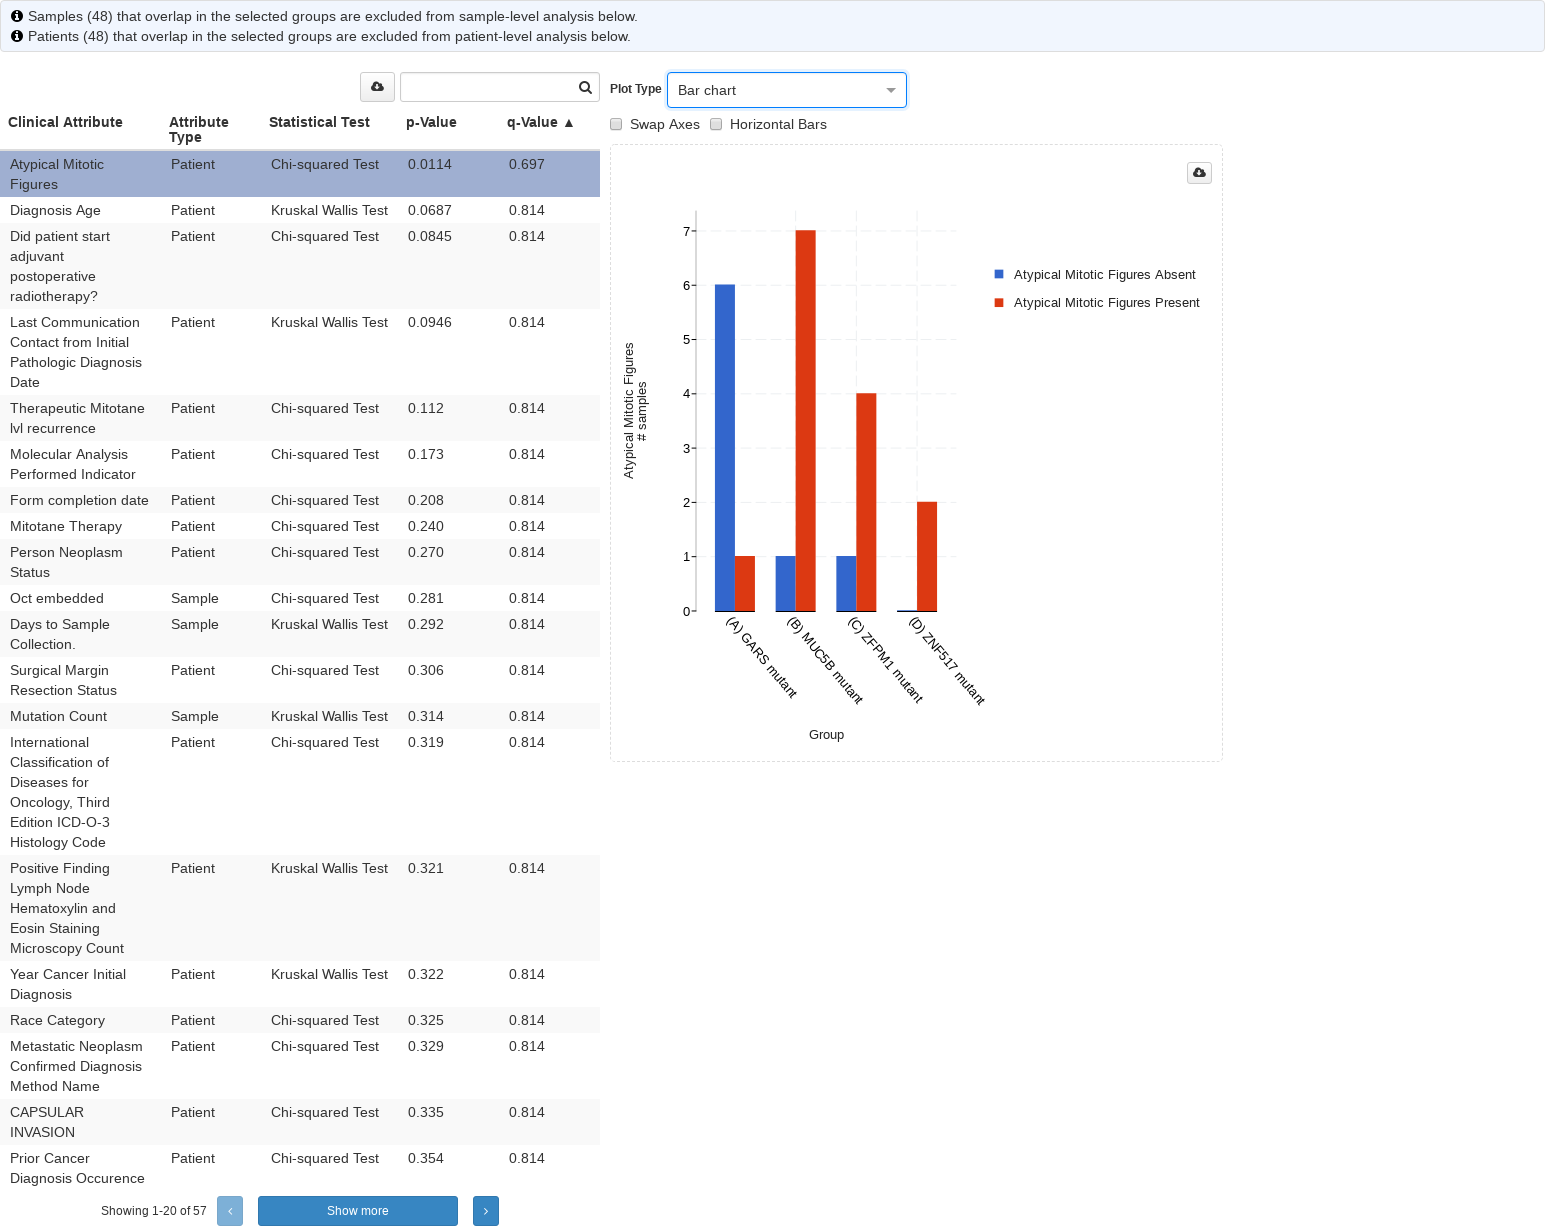 Samples (48) that overlap in the selected groups are excluded from sample-level analysis below.
Patients (48) that overlap in the selected groups are excluded from patient-level analysis below.
Clinical Attribute Attribute Type Statistical Test p-Value q-Value ▲
Atypical Mitotic Figures Patient Chi-squared Test 0.0114 0.697
Diagnosis Age Patient Kruskal Wallis Test 0.0687 0.814
Did patient start adjuvant postoperative radiotherapy? Patient Chi-squared Test 0.0845 0.814
Last Communication Contact from Initial Pathologic Diagnosis Date Patient Kruskal Wallis Test 0.0946 0.814
Therapeutic Mitotane lvl recurrence Patient Chi-squared Test 0.112 0.814
Molecular Analysis Performed Indicator Patient Chi-squared Test 0.173 0.814
Form completion date Patient Chi-squared Test 0.208 0.814
Mitotane Therapy Patient Chi-squared Test 0.240 0.814
Person Neoplasm Status Patient Chi-squared Test 0.270 0.814
Oct embedded Sample Chi-squared Test 0.281 0.814
Days to Sample Collection. Sample Kruskal Wallis Test 0.292 0.814
Surgical Margin Resection Status Patient Chi-squared Test 0.306 0.814
Mutation Count Sample Kruskal Wallis Test 0.314 0.814
International Classification of Diseases for Oncology, Third Edition ICD-O-3 Histology Code Patient Chi-squared Test 0.319 0.814
Positive Finding Lymph Node Hematoxylin and Eosin Staining Microscopy Count Patient Kruskal Wallis Test 0.321 0.814
Year Cancer Initial Diagnosis Patient Kruskal Wallis Test 0.322 0.814
Race Category Patient Chi-squared Test 0.325 0.814
Metastatic Neoplasm Confirmed Diagnosis Method Name Patient Chi-squared Test 0.329 0.814
CAPSULAR INVASION Patient Chi-squared Test 0.335 0.814
Prior Cancer Diagnosis Occurence Patient Chi-squared Test 0.354 0.814
Showing 1-20 of 57 ‹ Show more ›
Plot Type Bar chart
Swap Axes Horizontal Bars
7
6
5
4
3
2
1
0
Atypical Mitotic Figures
# samples
(A) GARS mutant
(B) MUC5B mutant
(C) ZFPM1 mutant
(D) ZNF517 mutant
Group
Atypical Mitotic Figures Absent
Atypical Mitotic Figures Present